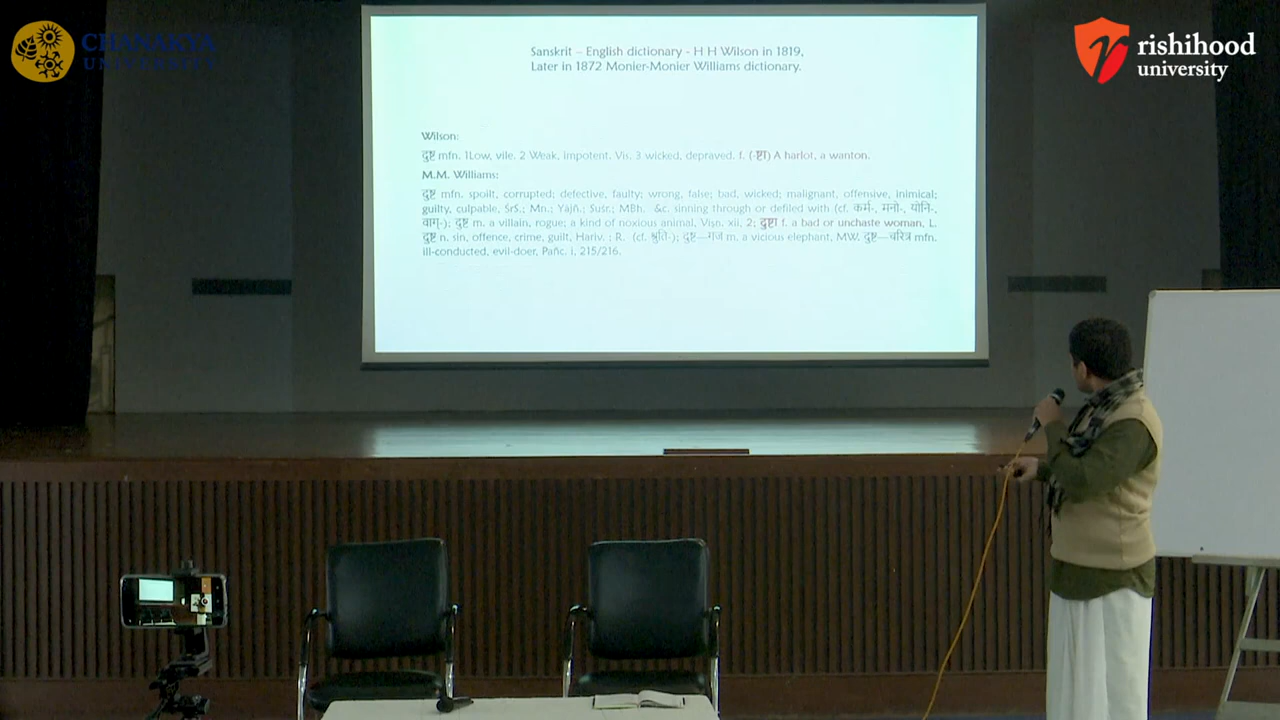 CHANAKYA
UNIVERSITY
rishihood
university
Sanskrit – English dictionary - H H Wilson in 1819,
Later in 1872 Monier-Monier Williams dictionary.
Wilson:
दुष्ट mfn. 1Low, vile. 2 Weak, impotent. Vis. 3 wicked, depraved. f. (-ष्टा) A harlot, a wanton.
M.M. Williams:
दुष्ट mfn. spoilt, corrupted; defective, faulty; wrong, false; bad, wicked; malignant, offensive, inimical;
guilty, culpable, ŚrS.; Mn.; Yājñ.; Suśr.; MBh. &c. sinning through or defiled with (cf. कर्म-, मनो-, योनि-,
वाग्-); दुष्ट m. a villain, rogue; a kind of noxious animal, Viṣṇ. xii, 2; दुष्टा f. a bad or unchaste woman, L.
दुष्ट n. sin, offence, crime, guilt, Hariv. ; R. (cf. श्रुति-); दुष्ट—गज m. a vicious elephant, MW. दुष्ट—चरित्र mfn.
ill-conducted, evil-doer, Pañc. i, 215/216.